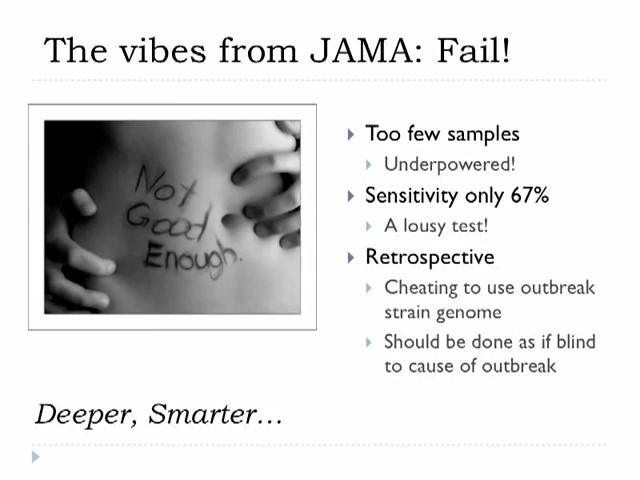 The vibes from JAMA: Fail!
Not
Good
Enough.
Too few samples
Underpowered!
Sensitivity only 67%
A lousy test!
Retrospective
Cheating to use outbreak
strain genome
Should be done as if blind
to cause of outbreak
Deeper, Smarter...